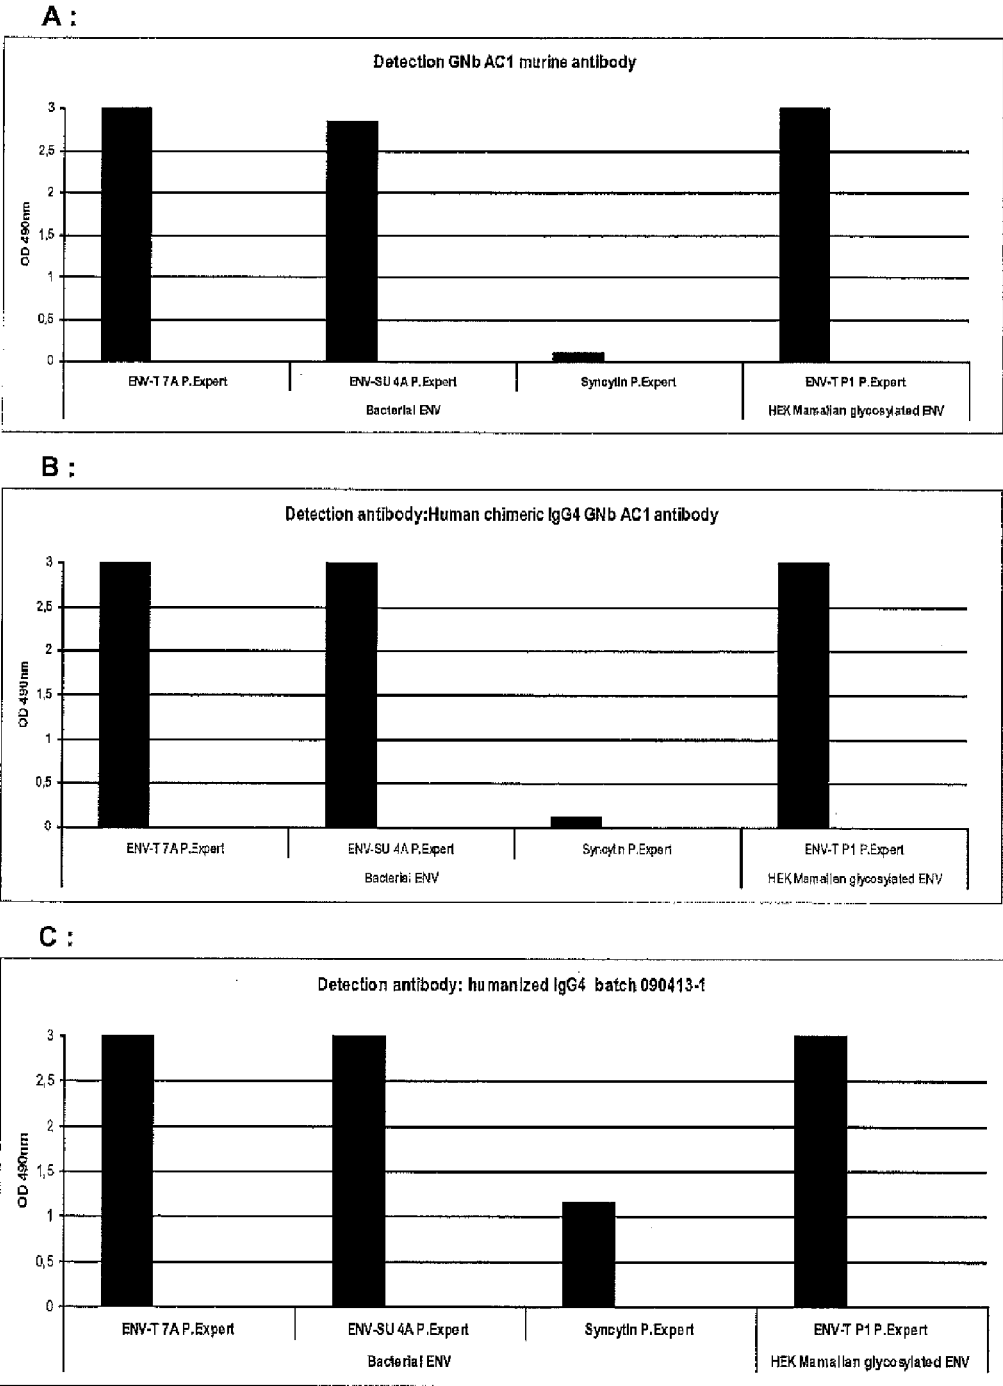 A :
Detection GNb AC1 murine antibody
3
2,5
2
1,5
1
0,5
0
OD 490nm
ENV-T 7A P.Expert
ENV-SU 4A P.Expert
Syncytin P.Expert
ENV-T P1 P.Expert
Bacterial ENV
HEK Mamalian glycosylated ENV
B :
Detection antibody:Human chimeric IgG4 GNb AC1 antibody
3
2,5
2
1,5
1
0,5
0
OD 490nm
ENV-T 7A P.Expert
ENV-SU 4A P.Expert
Syncytin P.Expert
ENV-T P1 P.Expert
Bacterial ENV
HEK Mamalian glycosylated ENV
C :
Detection antibody: humanized IgG4 batch 090413-1
3
2,5
2
1,5
1
0,5
0
OD 490nm
ENV-T 7A P.Expert
ENV-SU 4A P.Expert
Syncytin P.Expert
ENV-T P1 P.Expert
Bacterial ENV
HEK Mamalian glycosylated ENV